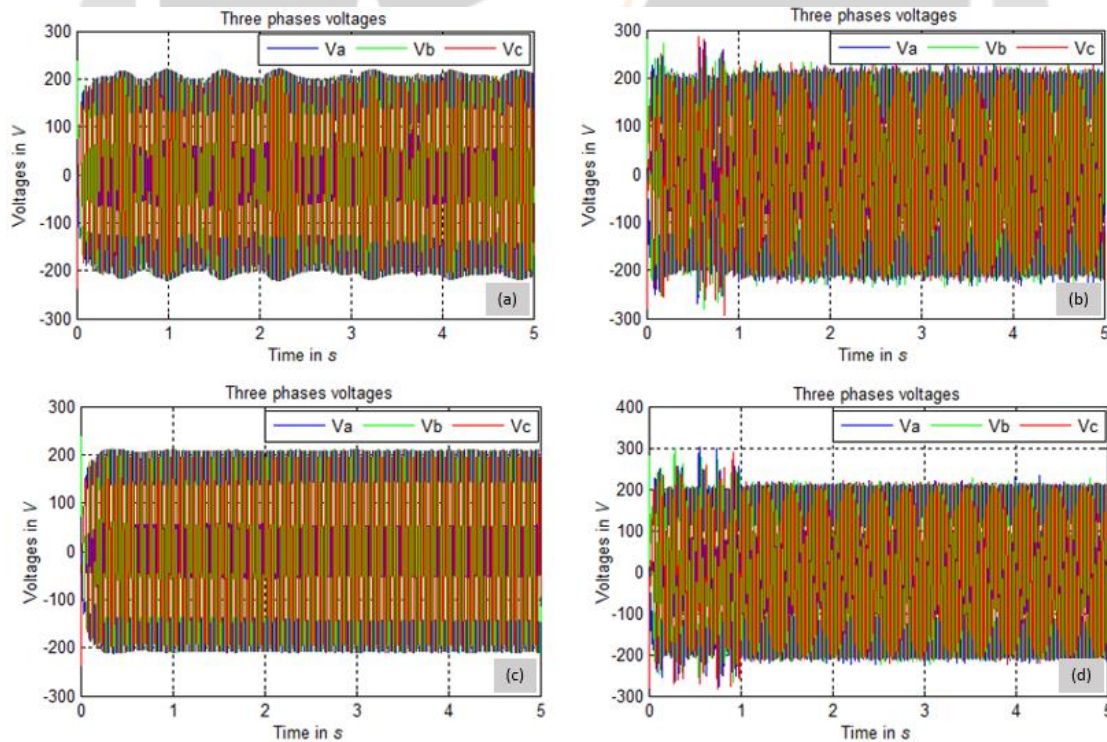 Three phases voltages
Va Vb Vc
Voltages in V
300
200
100
0
-100
-200
-300
0 1 2 3 4 5
Time in s
(a)
Three phases voltages
Va Vb Vc
Voltages in V
300
200
100
0
-100
-200
-300
0 1 2 3 4 5
Time in s
(b)
Three phases voltages
Va Vb Vc
Voltages in V
300
200
100
0
-100
-200
-300
0 1 2 3 4 5
Time in s
(c)
Three phases voltages
Va Vb Vc
Voltages in V
400
300
200
100
0
-100
-200
-300
0 1 2 3 4 5
Time in s
(d)